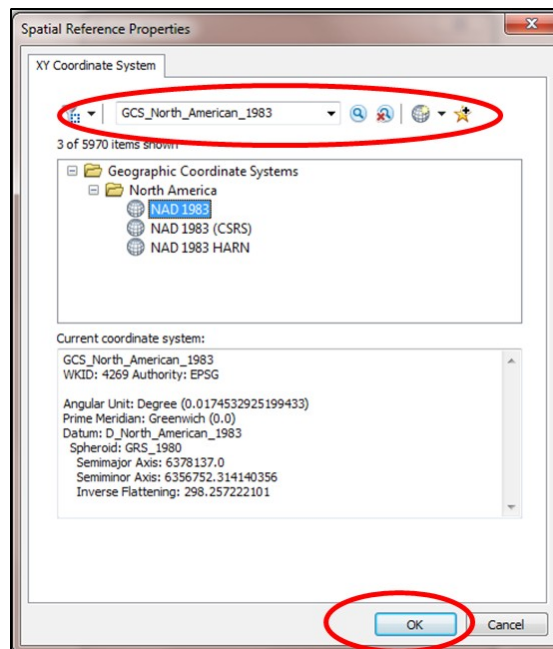 Spatial Reference Properties
XY Coordinate System
GCS_North_American_1983
3 of 5970 items shown
Geographic Coordinate Systems
North America
NAD 1983
NAD 1983 (CSRS)
NAD 1983 HARN
Current coordinate system:
GCS_North_American_1983
WKID: 4269 Authority: EPSG
Angular Unit: Degree (0.0174532925199433)
Prime Meridian: Greenwich (0.0)
Datum: D_North_American_1983
Spheroid: GRS_1980
Semimajor Axis: 6378137.0
Semiminor Axis: 6356752.314140356
Inverse Flattening: 298.257222101
OK Cancel